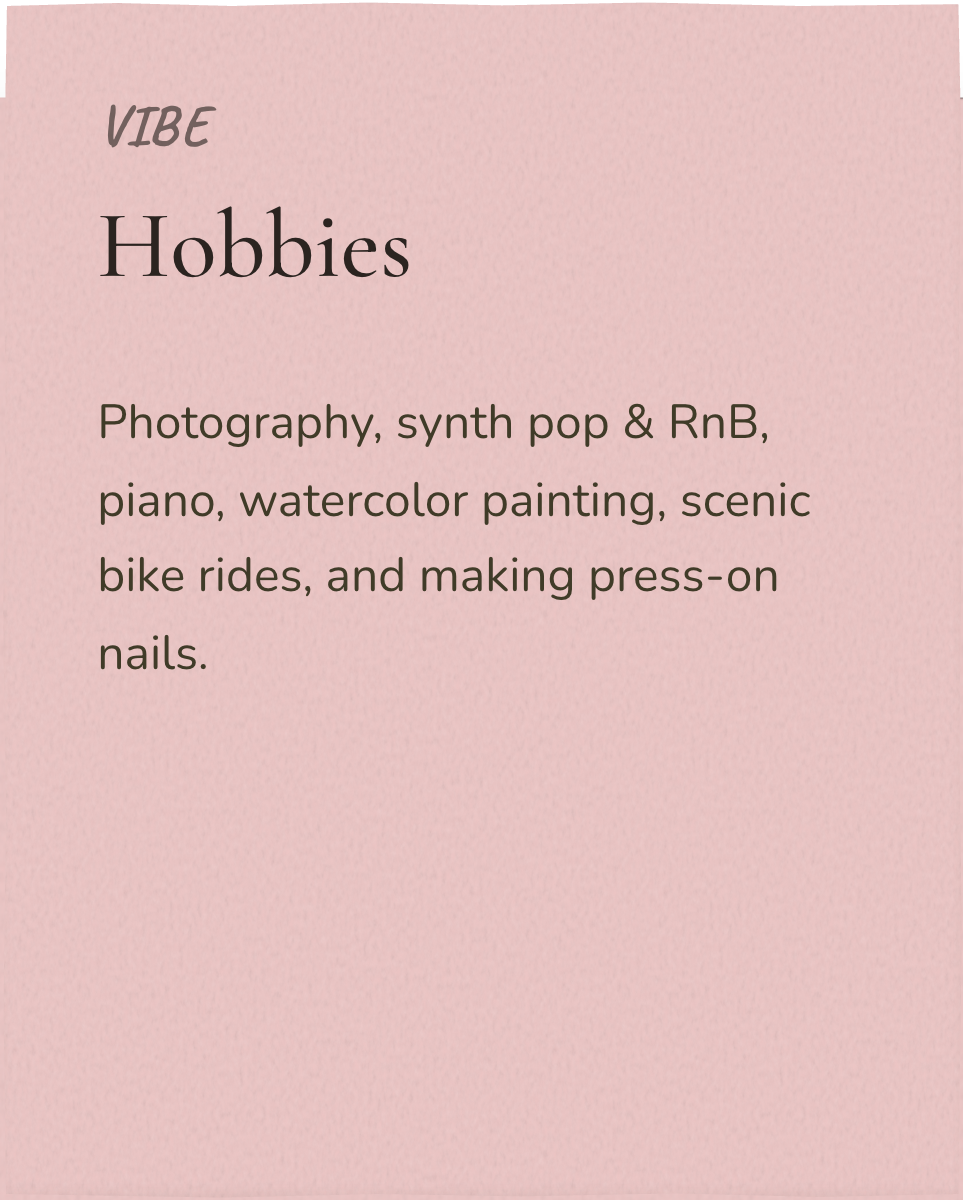 VIBE
Hobbies
Photography, synth pop & RnB,
piano, watercolor painting, scenic
bike rides, and making press-on
nails.